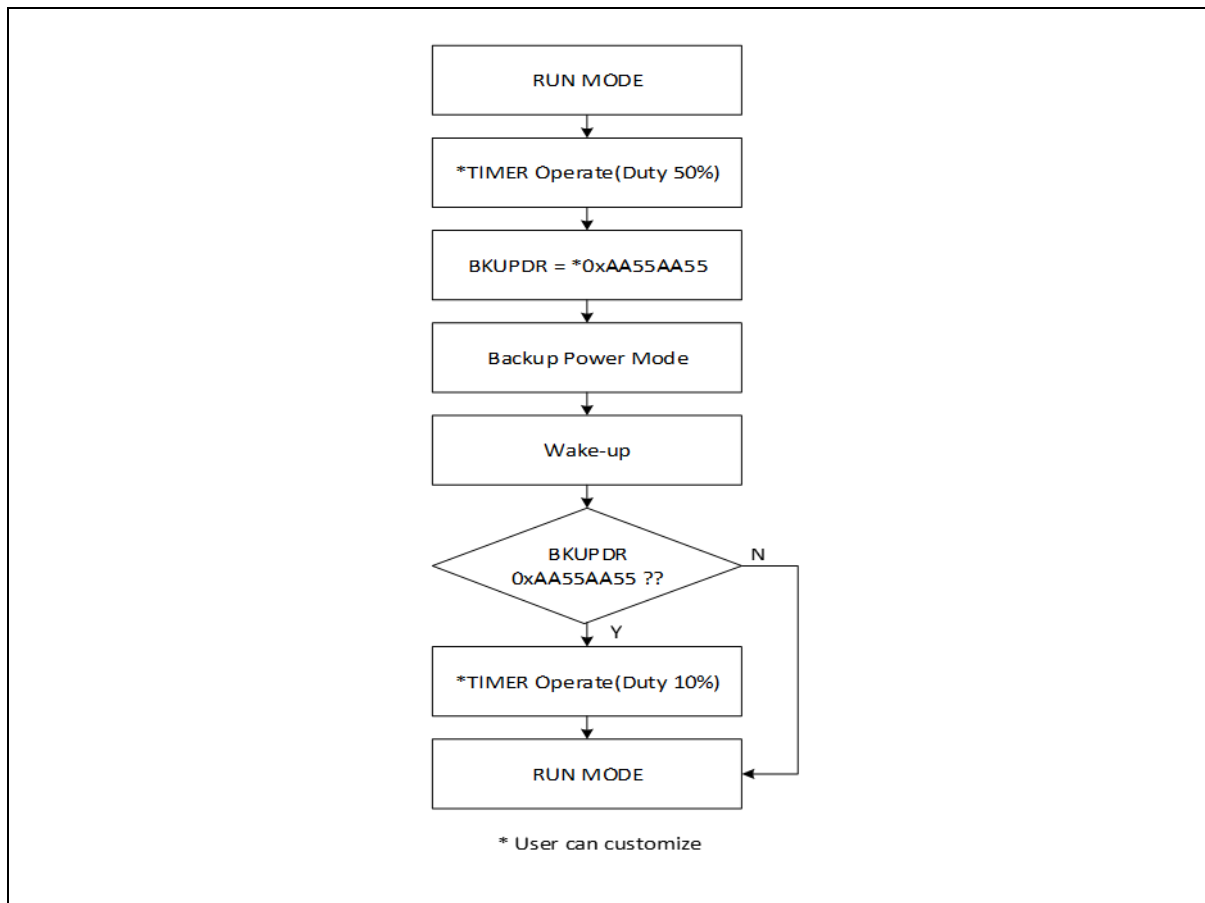 RUN MODE
*TIMER Operate(Duty 50%)
BKUPDR = *0xAA55AA55
Backup Power Mode
Wake-up
BKUPDR
0xAA55AA55 ??
N
Y
*TIMER Operate(Duty 10%)
RUN MODE
* User can customize